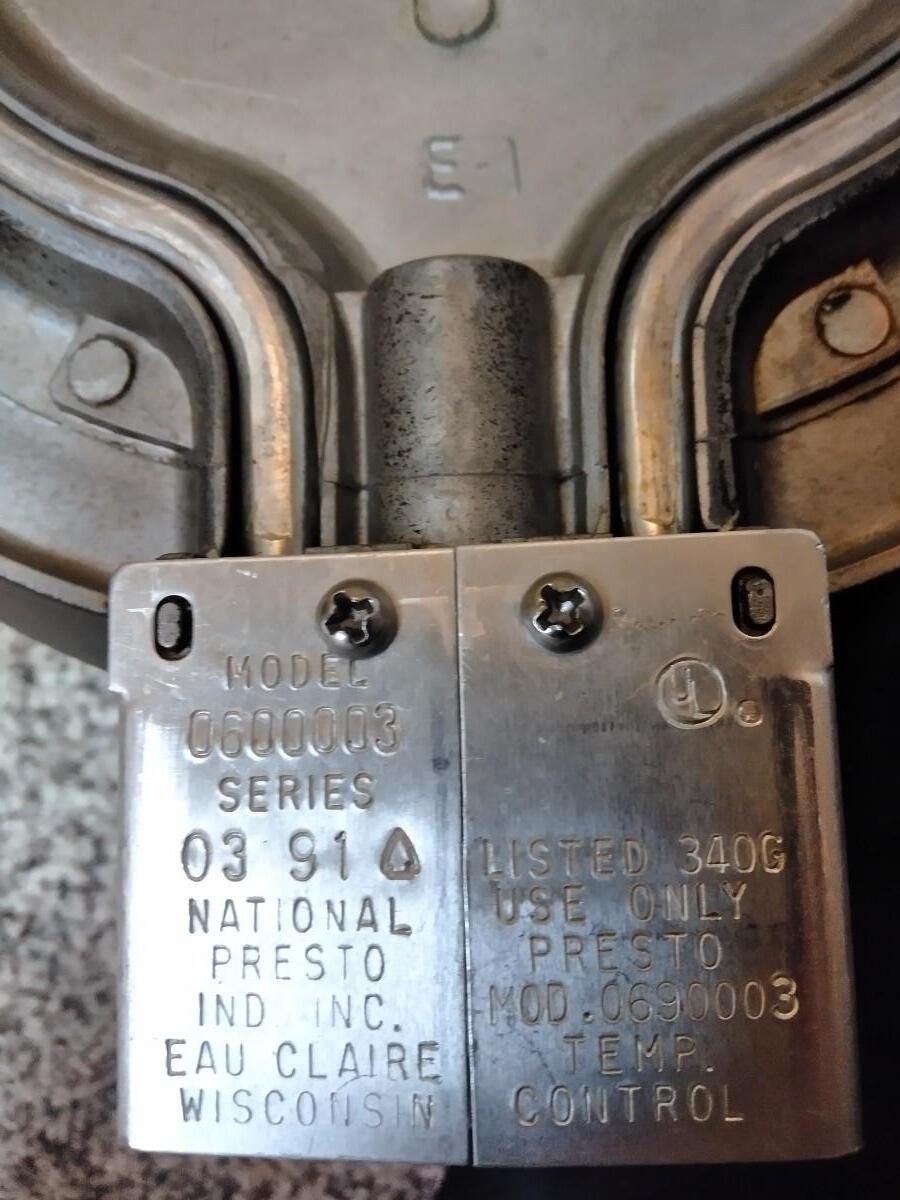 E-1
MODEL
0600003
SERIES
03 91
NATIONAL
PRESTO
IND INC.
EAU CLAIRE
WISCONSIN
UL ®
LISTED 340G
USE ONLY
PRESTO
MOD.0690003
TEMP.
CONTROL